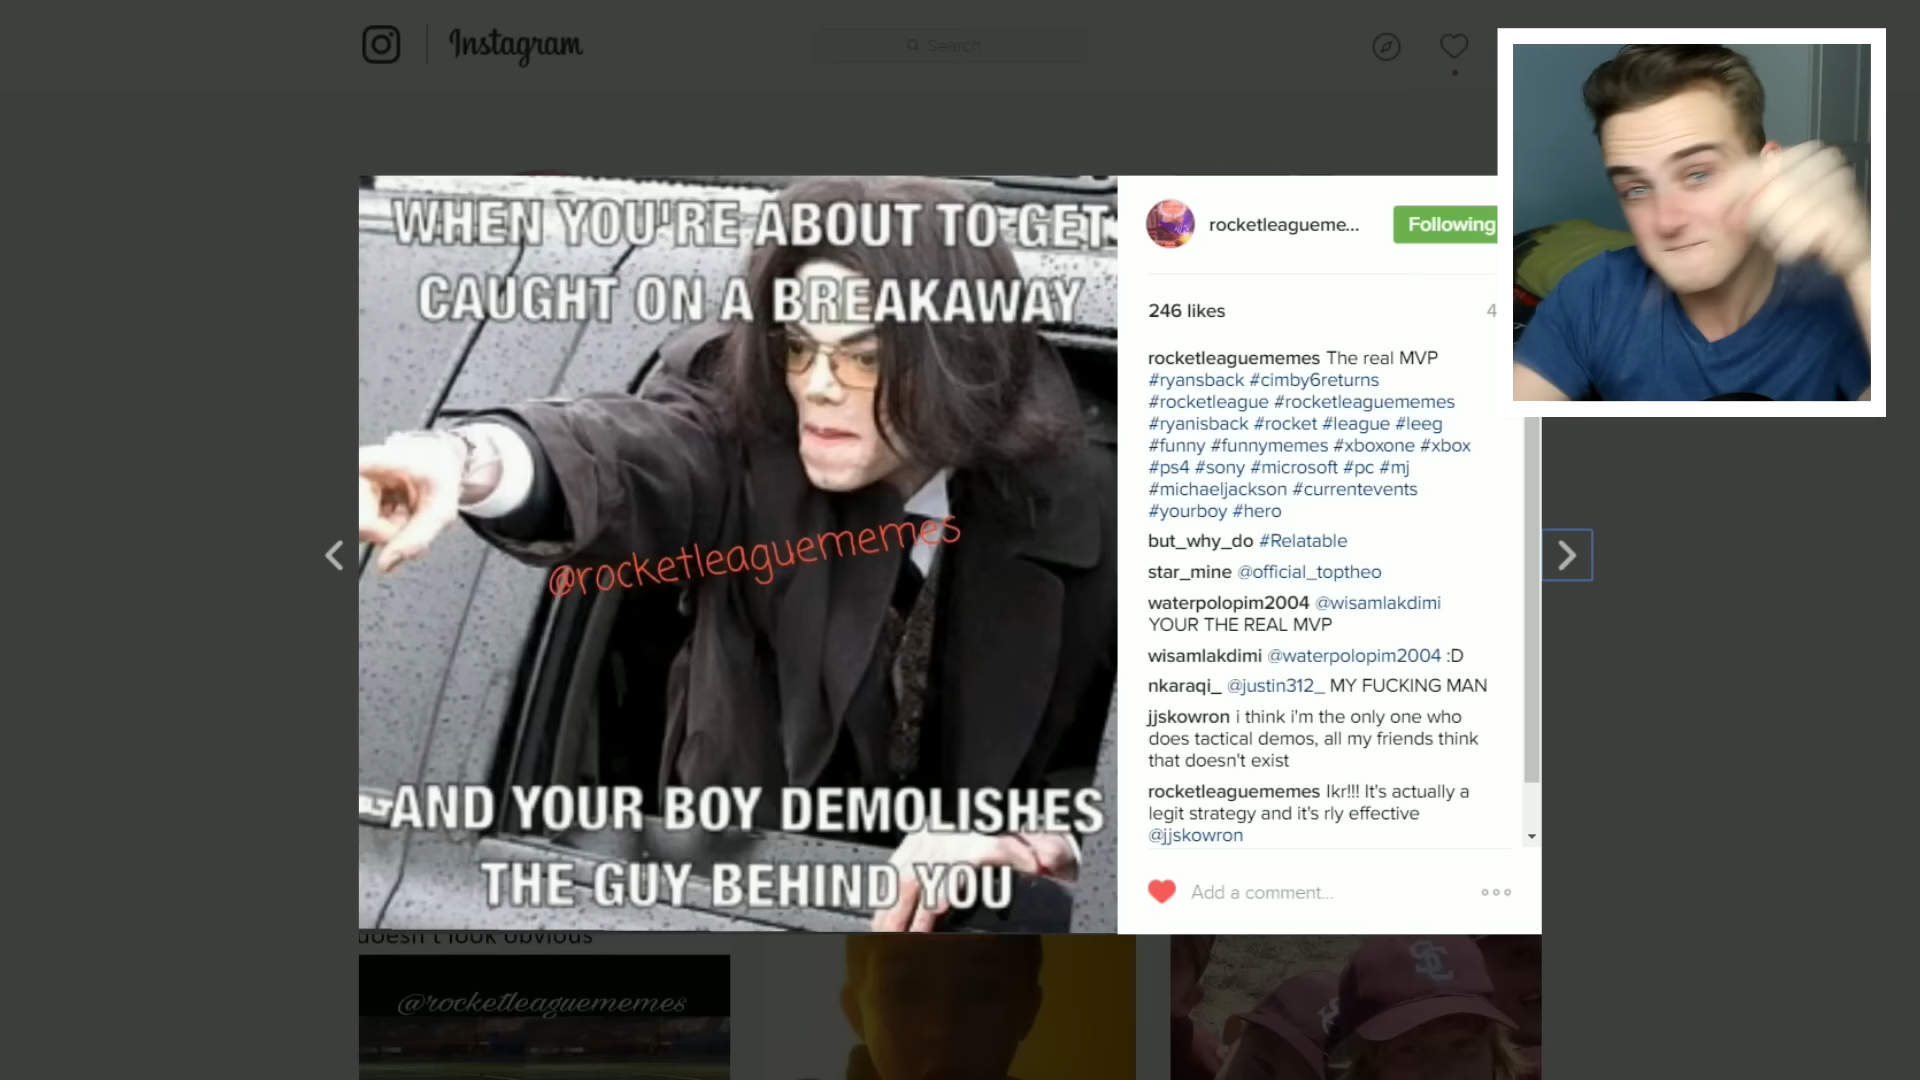 Instagram
Search
WHEN YOU'RE ABOUT TO GET
CAUGHT ON A BREAKAWAY
@rocketleaguememes
AND YOUR BOY DEMOLISHES
THE GUY BEHIND YOU
rocketleagueme...
Following
246 likes
4
rocketleaguememes The real MVP
#ryansback #cimby6returns
#rocketleague #rocketleaguememes
#ryanisback #rocket #league #leeg
#funny #funnymemes #xboxone #xbox
#ps4 #sony #microsoft #pc #mj
#michaeljackson #currentevents
#yourboy #hero
but_why_do #Relatable
star_mine @official_toptheo
waterpolopim2004 @wisamlakdimi
YOUR THE REAL MVP
wisamlakdimi @waterpolopim2004 :D
nkaraqi_ @justin312_ MY FUCKING MAN
jjskowron i think i'm the only one who
does tactical demos, all my friends think
that doesn't exist
rocketleaguememes Ikr!!! It's actually a
legit strategy and it's rly effective
@jjskowron
Add a comment...
doesn't look obvious
@rocketleaguememes